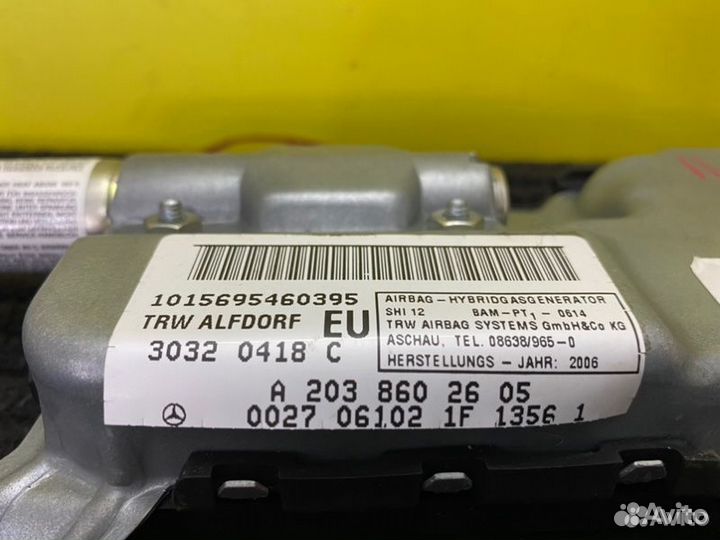 1015695460395
TRW ALFDORF EU
3032 0418 C
AIRBAG-HYBRIDGASGENERATOR
SHI 12 BAM-PT1-0614
TRW AIRBAG SYSTEMS GmbH&Co KG
ASCHAU, TEL. 08638/965-0
HERSTELLUNGS - JAHR: 2006
A 203 860 26 05
0027 06102 1F 1356 1
Avito